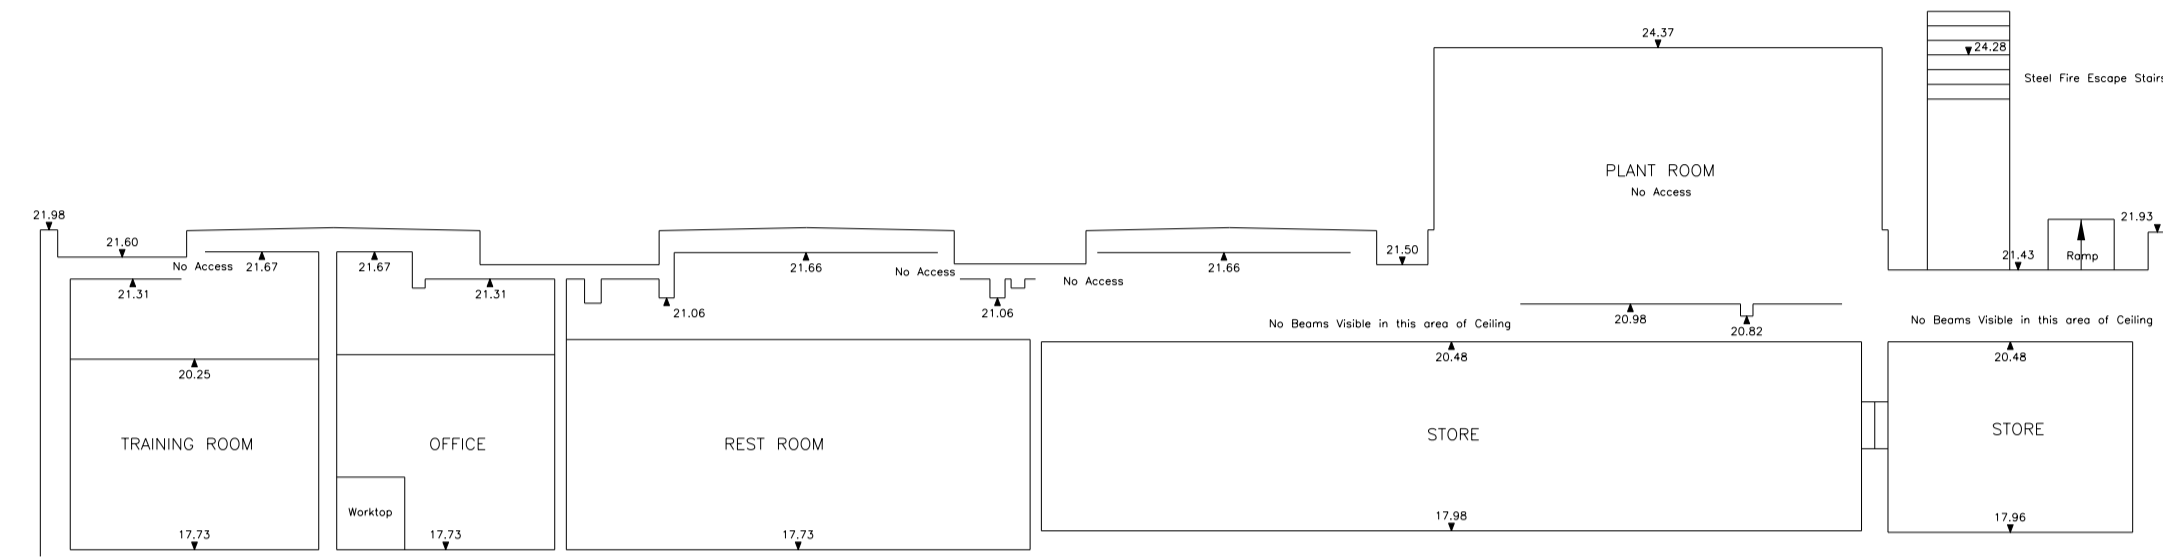 24.37
24.28
Steel Fire Escape Stairs
PLANT ROOM
No Access
21.98
21.93
21.60
21.50
21.43
Ramp
No Access
21.67
21.67
21.66
No Access
21.66
No Access
21.31
21.31
21.06
21.06
No Beams Visible in this area of Ceiling
20.98
20.82
No Beams Visible in this area of Ceiling
20.48
20.48
20.25
TRAINING ROOM
OFFICE
REST ROOM
STORE
STORE
Worktop
17.73
17.73
17.73
17.98
17.96